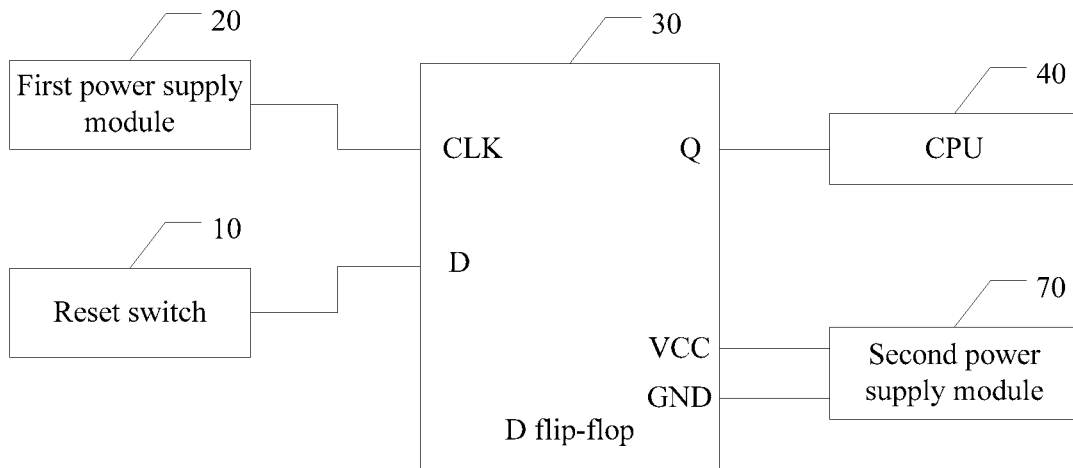 20
First power supply
module
30
40
CLK
Q
CPU
10
D
Reset switch
70
VCC
Second power
supply module
GND
D flip-flop